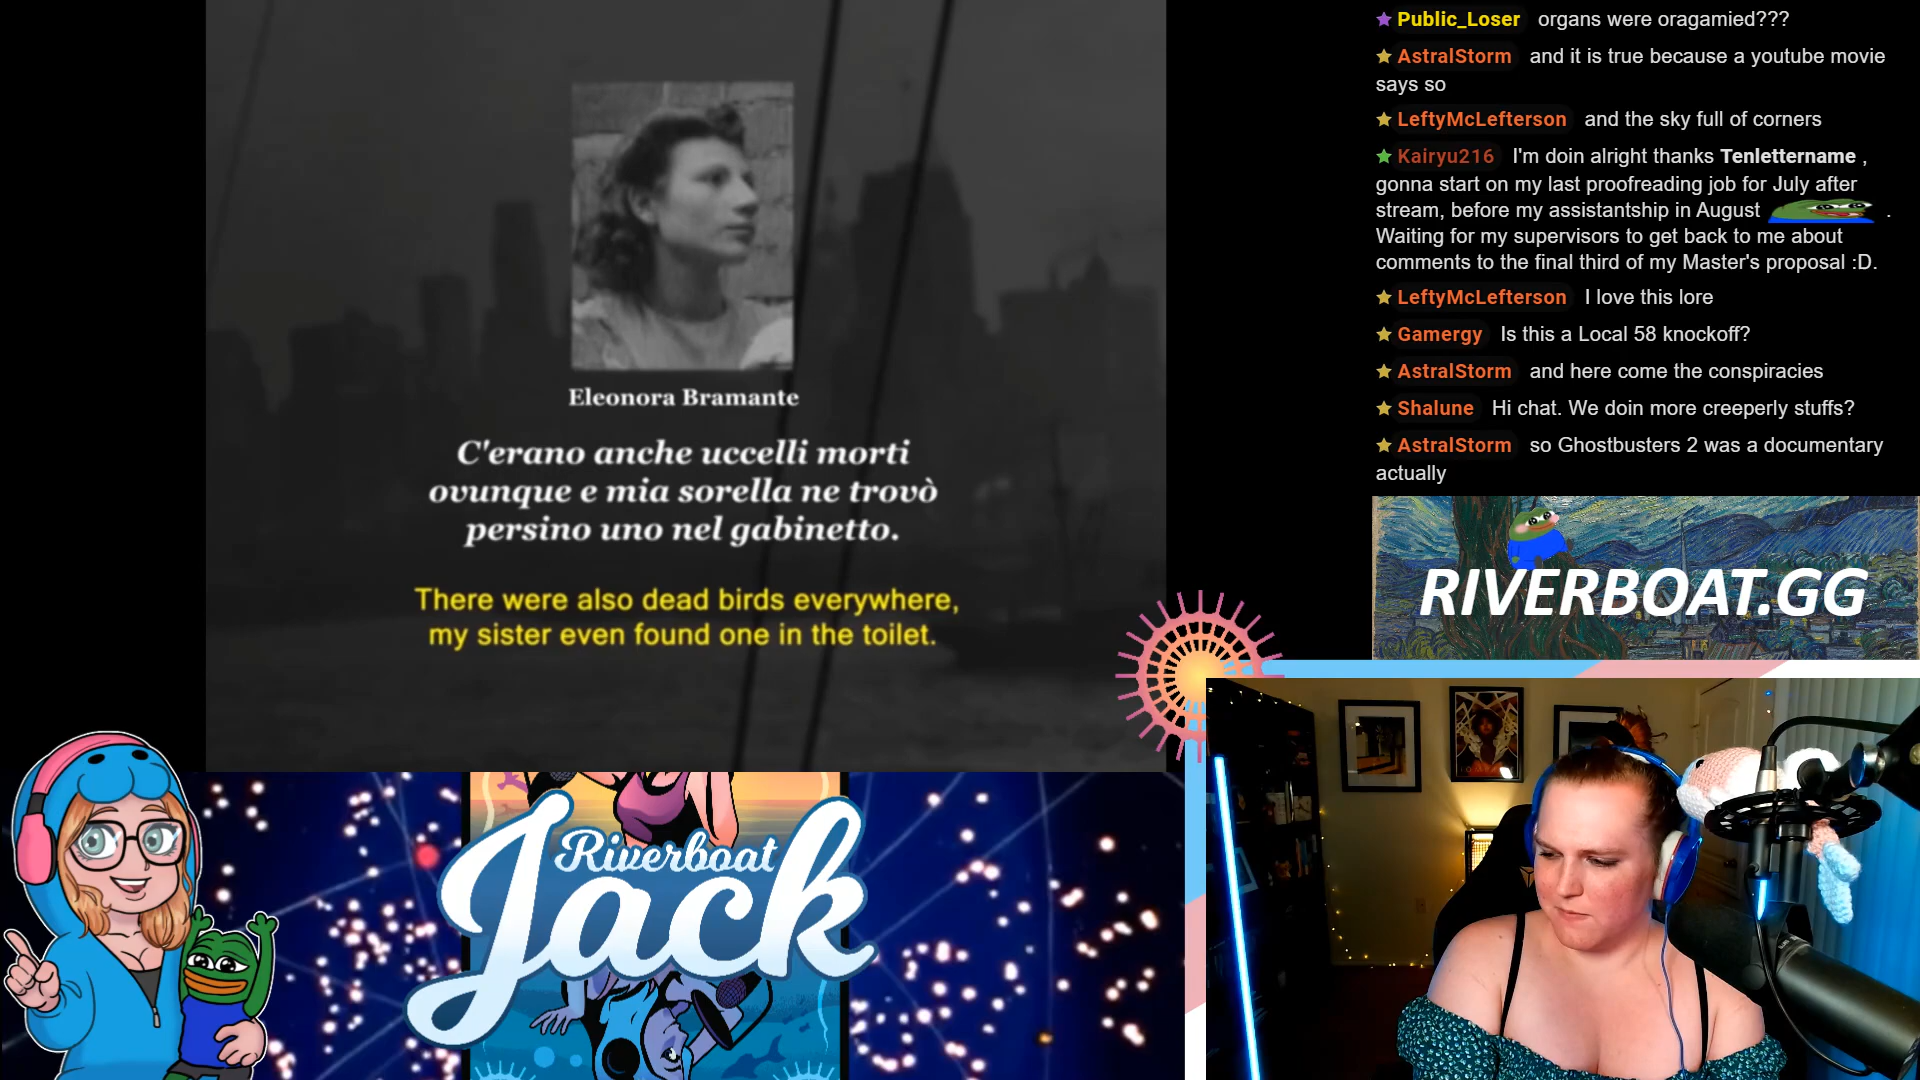 Eleonora Bramante
C'erano anche uccelli morti
ovunque e mia sorella ne trovò
persino uno nel gabinetto.
There were also dead birds everywhere,
my sister even found one in the toilet.
Public_Loser organs were oragamied???
AstralStorm and it is true because a youtube movie
says so
LeftyMcLefterson and the sky full of corners
Kairyu216 I'm doin alright thanks Tenlettername ,
gonna start on my last proofreading job for July after
stream, before my assistantship in August .
Waiting for my supervisors to get back to me about
comments to the final third of my Master's proposal :D.
LeftyMcLefterson I love this lore
Gamergy Is this a Local 58 knockoff?
AstralStorm and here come the conspiracies
Shalune Hi chat. We doin more creeperly stuffs?
AstralStorm so Ghostbusters 2 was a documentary
actually
RIVERBOAT.GG
Riverboat
Jack